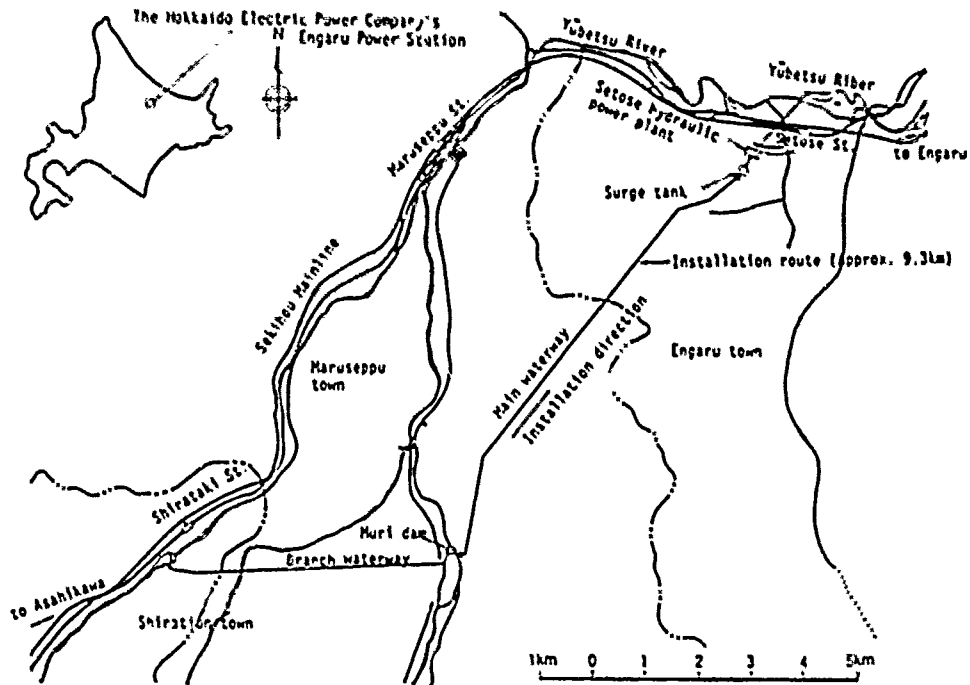 The Hokkaido Electric Power Company's
Engaru Power Station
N
Yubetsu River
Yubetsu Riber
Setose hydraulic
power plant
Setose St.
to Engaru
Maruseppu St.
Surge tank
Installation route (approx. 9.3km)
Sekihou Mainline
Maruseppu
town
Main waterway
Installation direction
Engaru town
Shirataki St.
Muri dam
Branch waterway
to Asahikawa
town
1km 0 1 2 3 4 5km